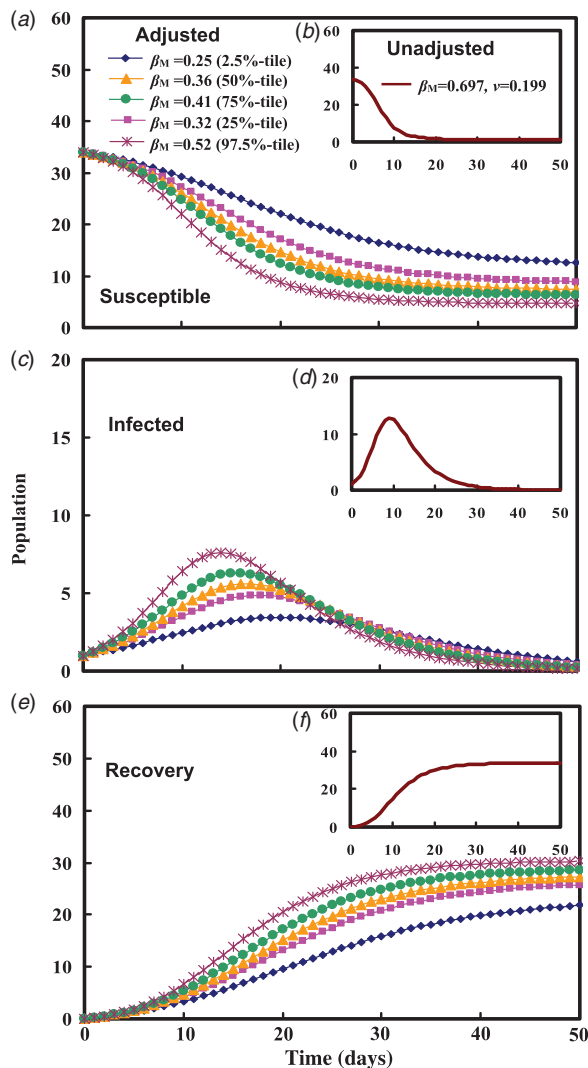 (a)
Adjusted
βM =0.25 (2.5%-tile)
βM =0.36 (50%-tile)
βM =0.41 (75%-tile)
βM =0.32 (25%-tile)
βM =0.52 (97.5%-tile)
60
50
40
30
20
10
0
Susceptible
(b)
Unadjusted
βM=0.697, ν=0.199
60
40
20
0
0 10 20 30 40 50
(c)
Infected
20
15
10
5
0
(d)
20
10
0
0 10 20 30 40 50
Population
(e)
Recovery
60
50
40
30
20
10
0
(f)
60
40
20
0
0 10 20 30 40 50
0 10 20 30 40 50
Time (days)